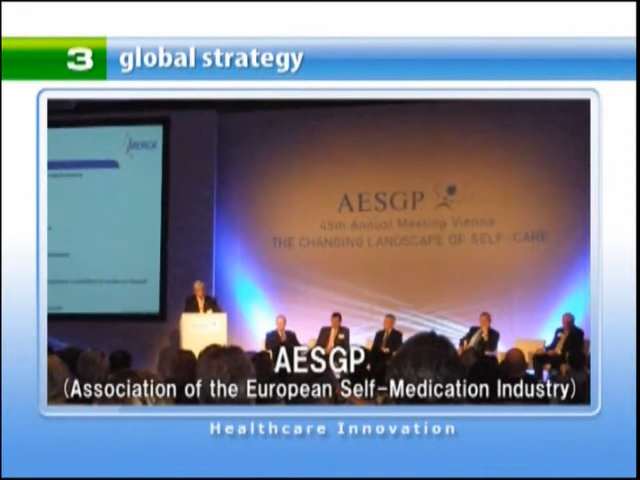 3 global strategy
AESGP
45th Annual Meeting Vienna
THE CHANGING LANDSCAPE OF SELF-CARE
AESGP
(Association of the European Self-Medication Industry)
Healthcare Innovation